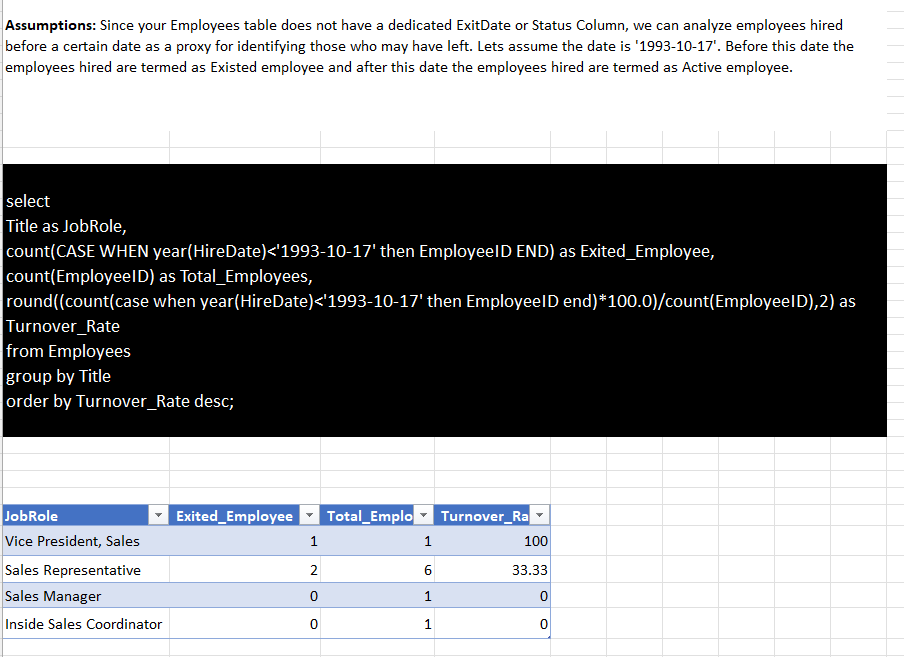 Assumptions: Since your Employees table does not have a dedicated ExitDate or Status Column, we can analyze employees hired
before a certain date as a proxy for identifying those who may have left. Lets assume the date is '1993-10-17'. Before this date the
employees hired are termed as Existed employee and after this date the employees hired are termed as Active employee.
select
Title as JobRole,
count(CASE WHEN year(HireDate)<'1993-10-17' then EmployeeID END) as Exited_Employee,
count(EmployeeID) as Total_Employees,
round((count(case when year(HireDate)<'1993-10-17' then EmployeeID end)*100.0)/count(EmployeeID),2) as
Turnover_Rate
from Employees
group by Title
order by Turnover_Rate desc;
JobRole Exited_Employee Total_Emplo Turnover_Ra
Vice President, Sales 1 1 100
Sales Representative 2 6 33.33
Sales Manager 0 1 0
Inside Sales Coordinator 0 1 0